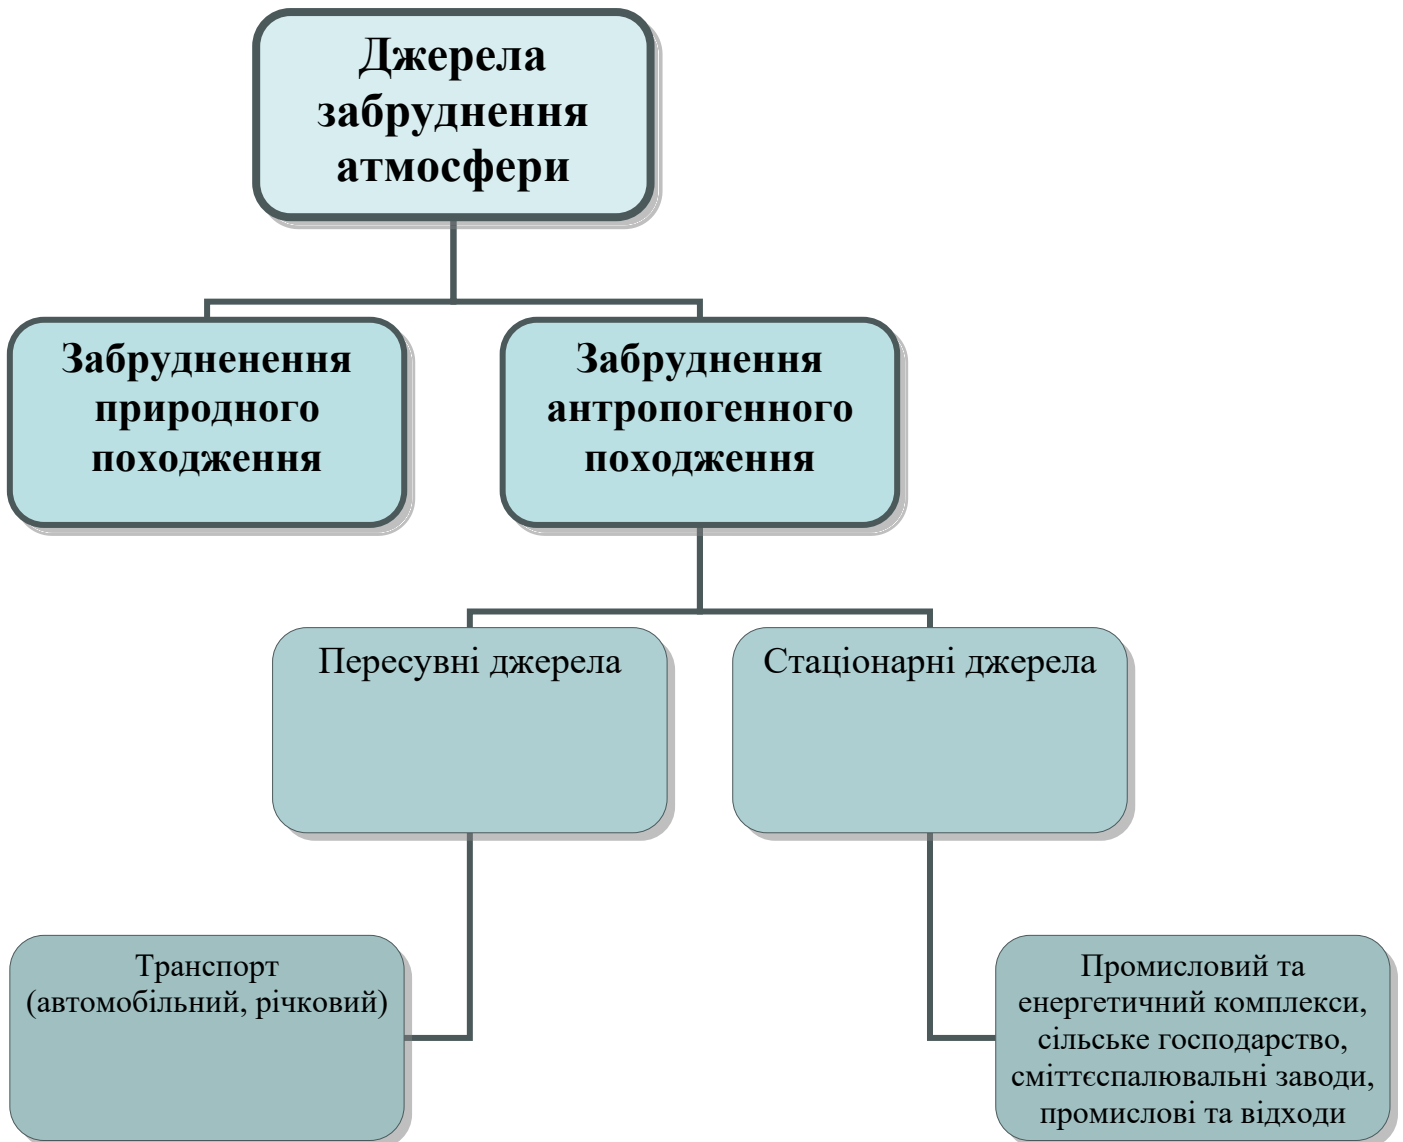 Джерела
забруднення
атмосфери
Забрудненення
природного
походження
Забруднення
антропогенного
походження
Пересувні джерела
Стаціонарні джерела
Транспорт
(автомобільний, річковий)
Промисловий та
енергетичний комплекси,
сільське господарство,
сміттєспалювальні заводи,
промислові та відходи